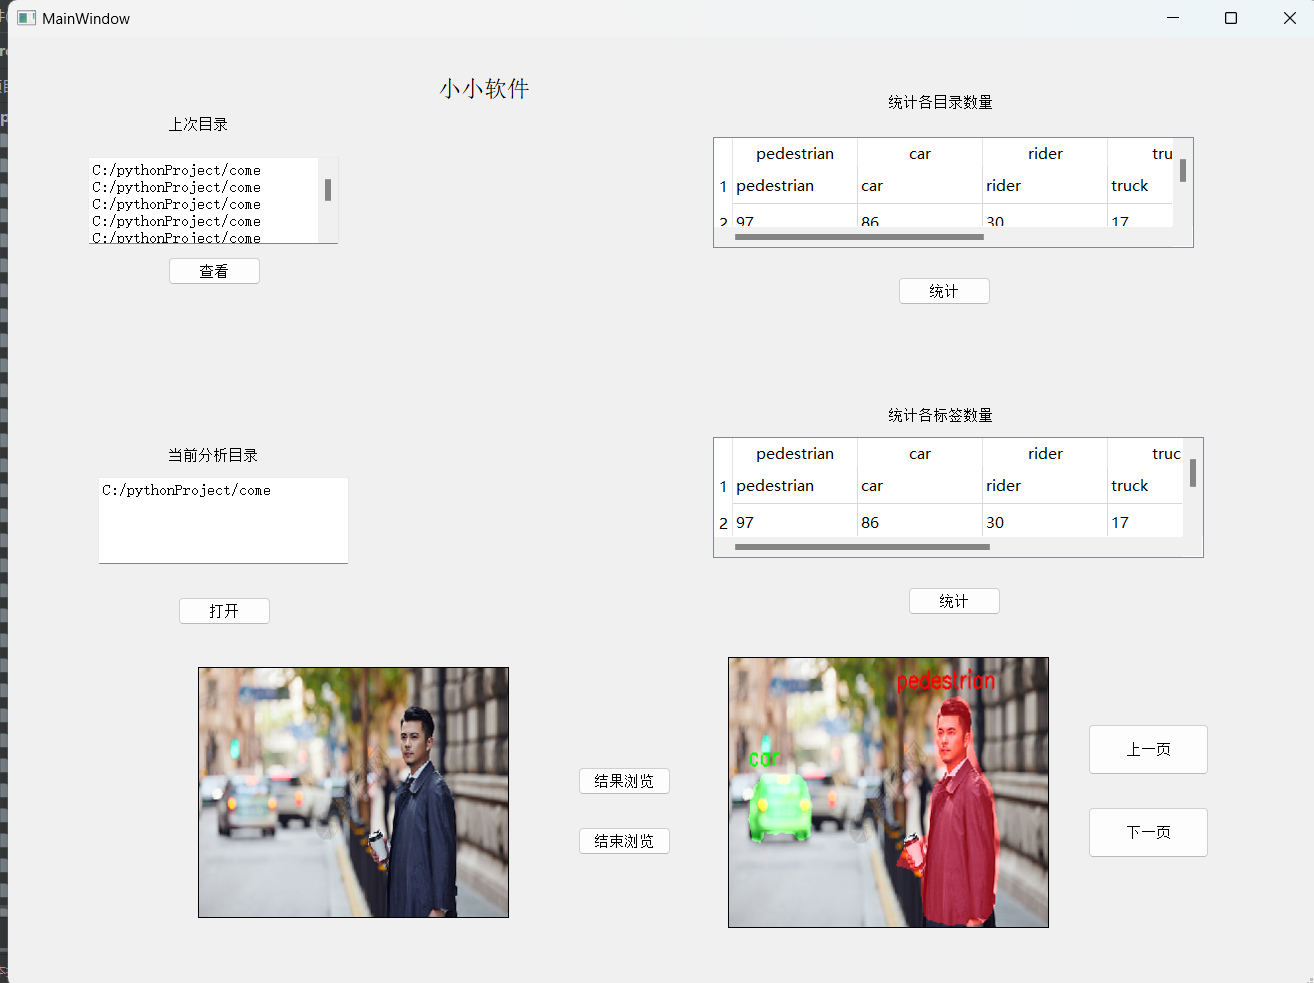 MainWindow
小小软件
上次目录
C:/pythonProject/come
C:/pythonProject/come
C:/pythonProject/come
C:/pythonProject/come
C:/pythonProject/come
查看
统计各目录数量
pedestrian car rider tru
1 pedestrian car rider truck
2 97 86 30 17
统计
当前分析目录
C:/pythonProject/come
打开
统计各标签数量
pedestrian car rider truc
1 pedestrian car rider truck
2 97 86 30 17
统计
结果浏览
结束浏览
pedestrian
car
上一页
下一页